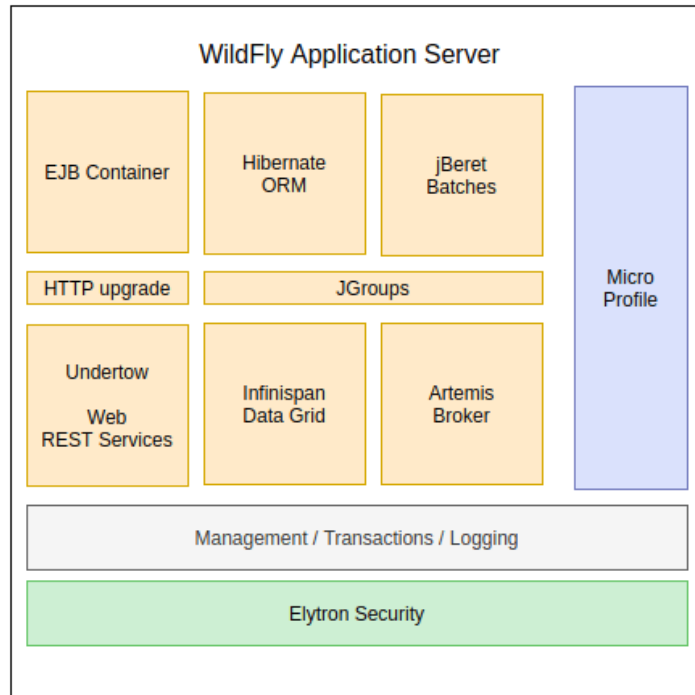 WildFly Application Server
EJB Container
Hibernate
ORM
jBeret
Batches
Micro
Profile
HTTP upgrade
JGroups
Undertow
Web
REST Services
Infinispan
Data Grid
Artemis
Broker
Management / Transactions / Logging
Elytron Security